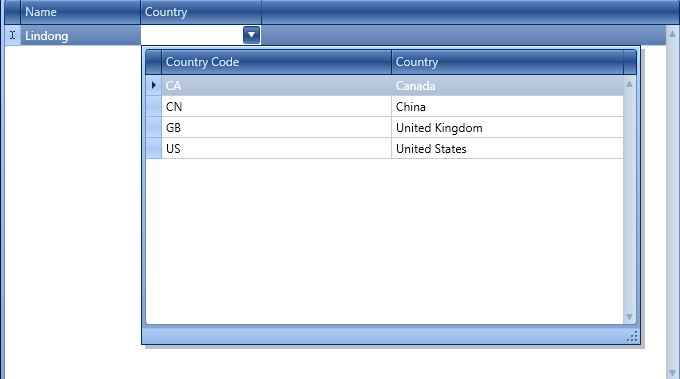 Name Country
Lindong
Country Code Country
CA Canada
CN China
GB United Kingdom
US United States